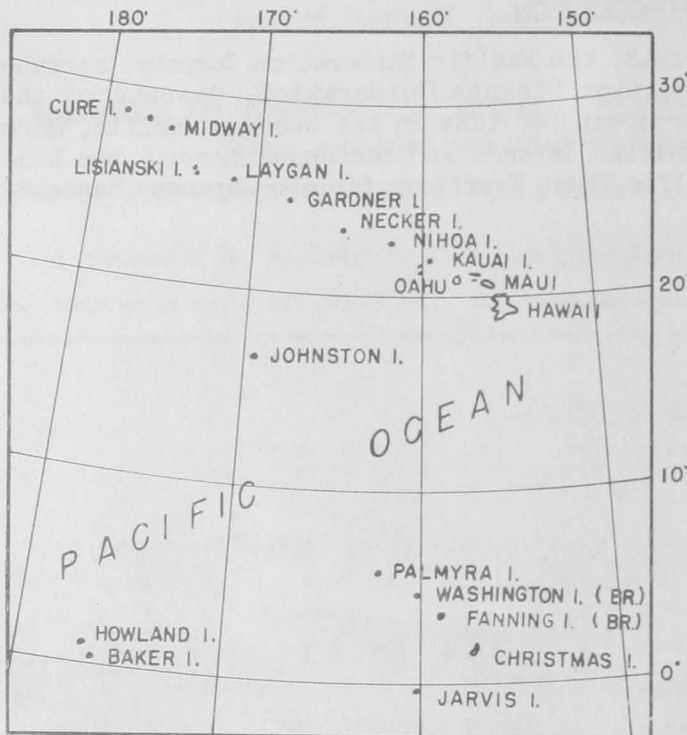 180° 170° 160° 150°
30°
CURE I.
MIDWAY I.
LISIANSKI I.
LAYGAN I.
GARDNER I.
NECKER I.
NIHOA I.
KAUAI I.
OAHU
MAUI
20°
HAWAII
JOHNSTON I.
OCEAN
10°
PACIFIC
PALMYRA I.
WASHINGTON I. (BR.)
FANNING I. (BR)
HOWLAND I.
BAKER I.
CHRISTMAS I.
0°
JARVIS I.